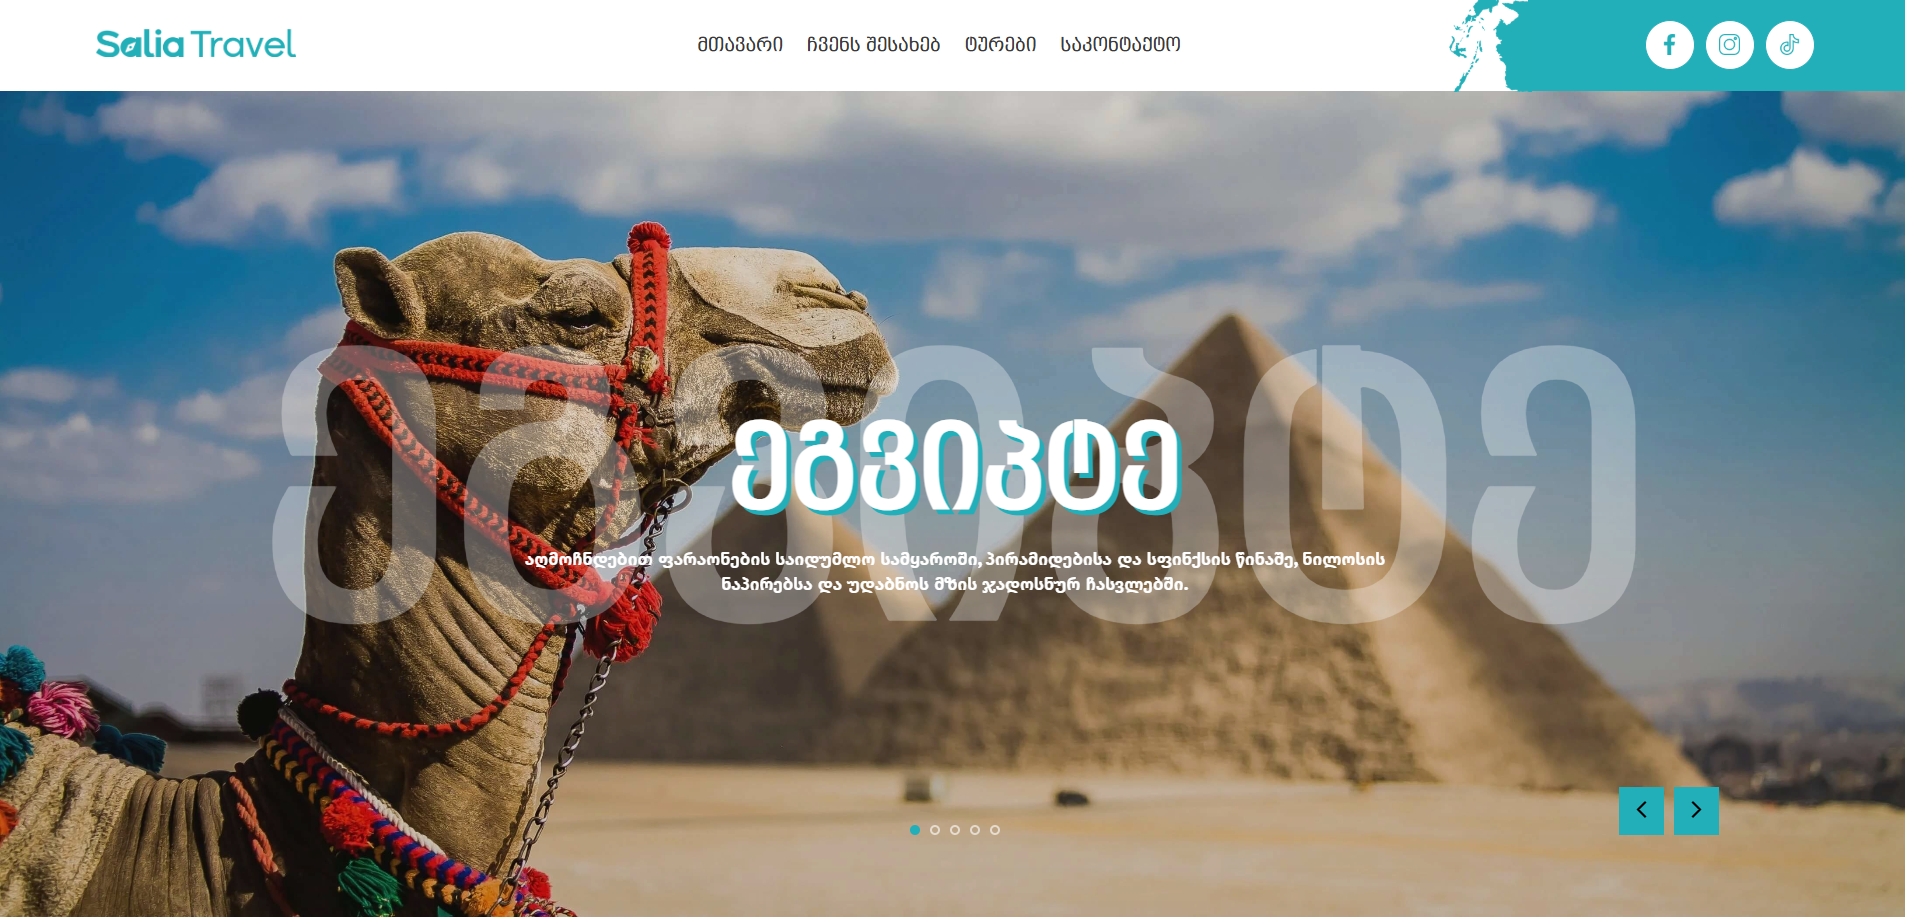 Salia Travel
მთავარი ჩვენს შესახებ ტურები საკონტაქტო
ეგვიპტე
ეგვიპტე
აღმოჩნდებით ფარაონების საიდუმლო სამყაროში, პირამიდებისა და სფინქსის წინაშე, ნილოსის
ნაპირებსა და უდაბნოს მზის ჯადოსნურ ჩასვლებში.